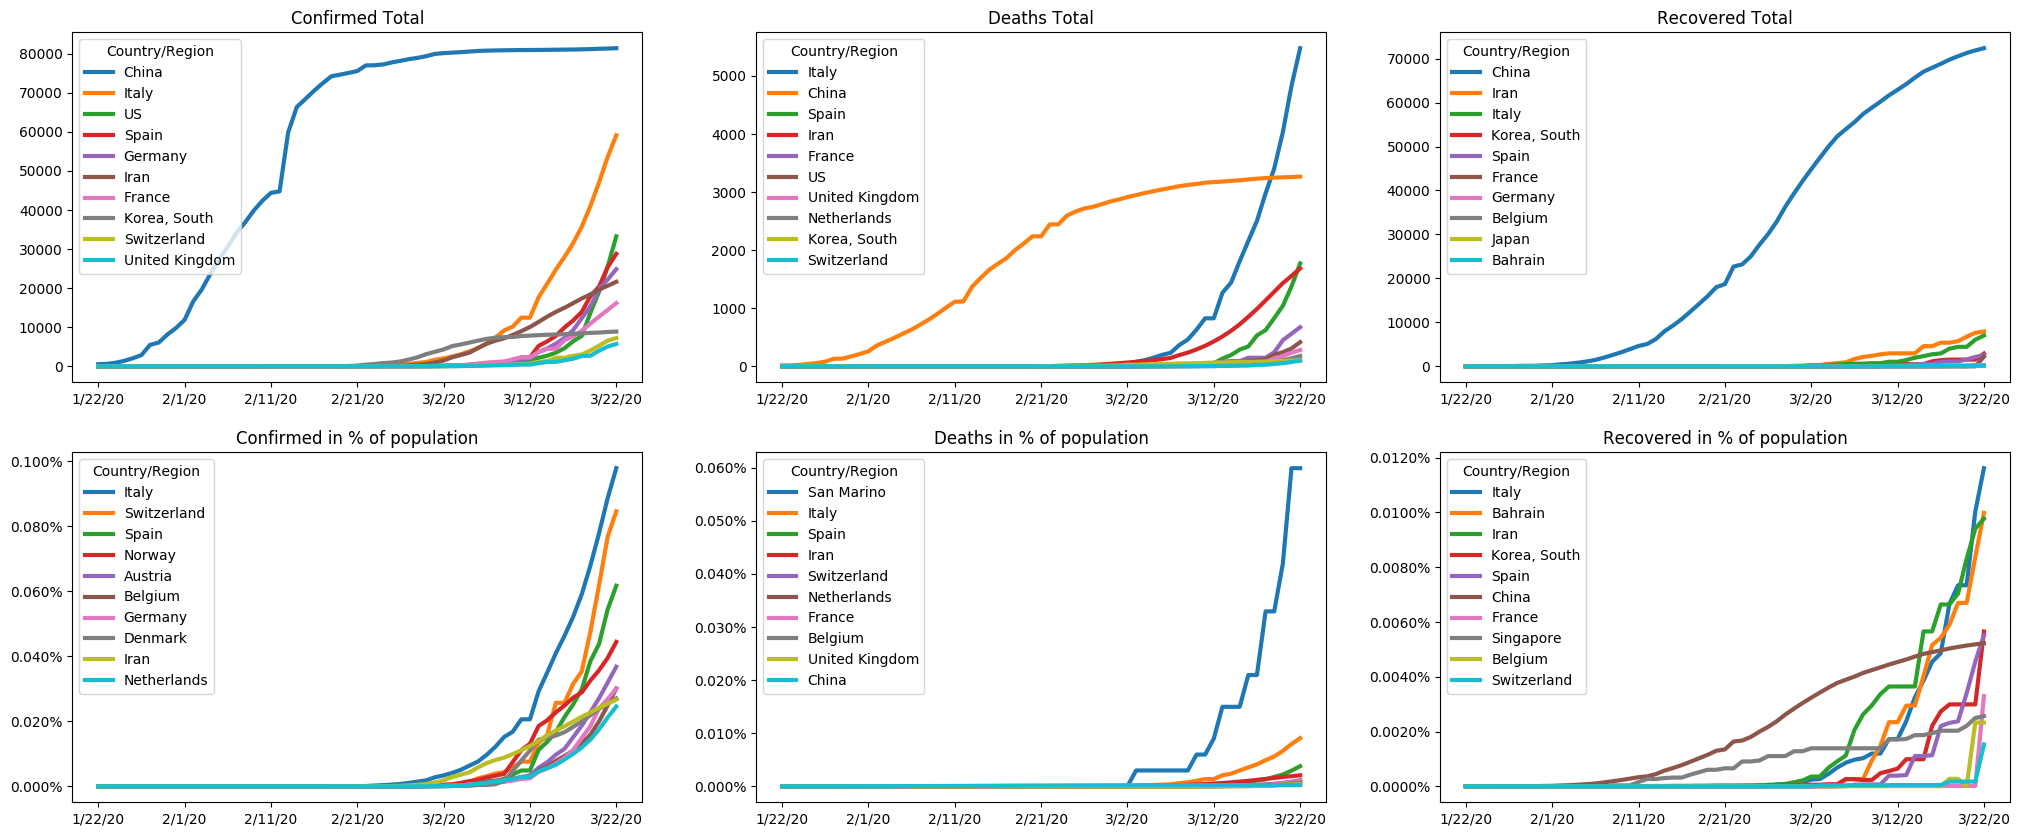 Confirmed Total
Country/Region
China
Italy
US
Spain
Germany
Iran
France
Korea, South
Switzerland
United Kingdom
80000
70000
60000
50000
40000
30000
20000
10000
0
1/22/20 2/1/20 2/11/20 2/21/20 3/2/20 3/12/20 3/22/20
Deaths Total
Country/Region
Italy
China
Spain
Iran
France
US
United Kingdom
Netherlands
Korea, South
Switzerland
5000
4000
3000
2000
1000
0
1/22/20 2/1/20 2/11/20 2/21/20 3/2/20 3/12/20 3/22/20
Recovered Total
Country/Region
China
Iran
Italy
Korea, South
Spain
France
Germany
Belgium
Japan
Bahrain
70000
60000
50000
40000
30000
20000
10000
0
1/22/20 2/1/20 2/11/20 2/21/20 3/2/20 3/12/20 3/22/20
Confirmed in % of population
Country/Region
Italy
Switzerland
Spain
Norway
Austria
Belgium
Germany
Denmark
Iran
Netherlands
0.100%
0.080%
0.060%
0.040%
0.020%
0.000%
1/22/20 2/1/20 2/11/20 2/21/20 3/2/20 3/12/20 3/22/20
Deaths in % of population
Country/Region
San Marino
Italy
Spain
Iran
Switzerland
Netherlands
France
Belgium
United Kingdom
China
0.060%
0.050%
0.040%
0.030%
0.020%
0.010%
0.000%
1/22/20 2/1/20 2/11/20 2/21/20 3/2/20 3/12/20 3/22/20
Recovered in % of population
Country/Region
Italy
Bahrain
Iran
Korea, South
Spain
China
France
Singapore
Belgium
Switzerland
0.0120%
0.0100%
0.0080%
0.0060%
0.0040%
0.0020%
0.0000%
1/22/20 2/1/20 2/11/20 2/21/20 3/2/20 3/12/20 3/22/20